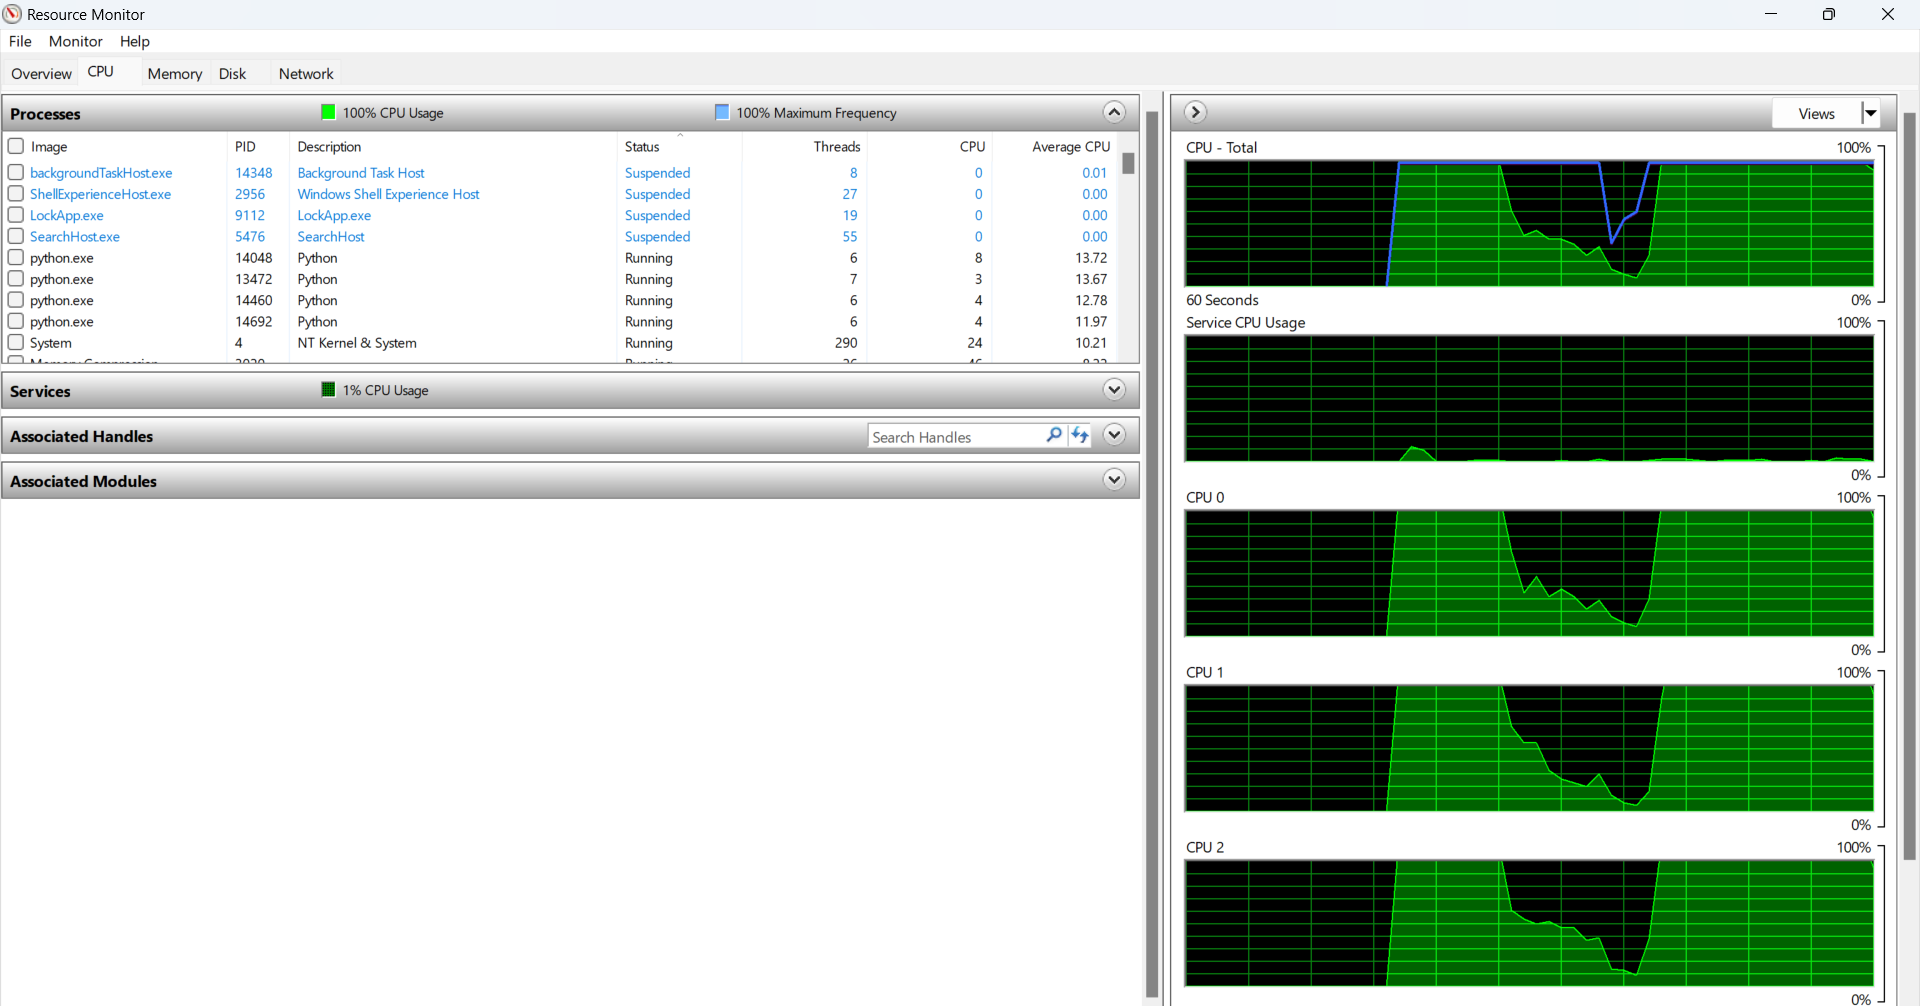 Resource Monitor
File Monitor Help
Overview CPU Memory Disk Network
Processes 100% CPU Usage 100% Maximum Frequency
Image PID Description Status Threads CPU Average CPU
backgroundTaskHost.exe 14348 Background Task Host Suspended 8 0 0.01
ShellExperienceHost.exe 2956 Windows Shell Experience Host Suspended 27 0 0.00
LockApp.exe 9112 LockApp.exe Suspended 19 0 0.00
SearchHost.exe 5476 SearchHost Suspended 55 0 0.00
python.exe 14048 Python Running 6 8 13.72
python.exe 13472 Python Running 7 3 13.67
python.exe 14460 Python Running 6 4 12.78
python.exe 14692 Python Running 6 4 11.97
System 4 NT Kernel & System Running 290 24 10.21
Memory Compression Running
Services 1% CPU Usage
Associated Handles Search Handles
Associated Modules
Views
CPU - Total 100%
60 Seconds 0%
Service CPU Usage 100%
0%
CPU 0 100%
0%
CPU 1 100%
0%
CPU 2 100%
0%